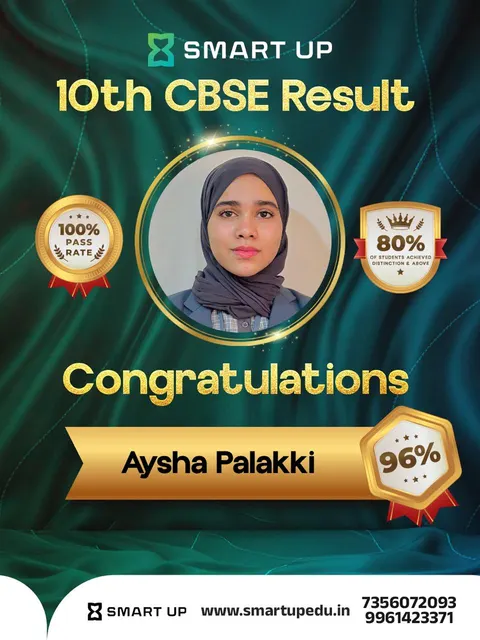 SMART UP
10th CBSE Result
100%
PASS
RATE
80%
OF STUDENTS ACHIEVED
DISTINCTION & ABOVE
Congratulations
Aysha Palakki
96%
SMART UP
www.smartupedu.in
7356072093
9961423371